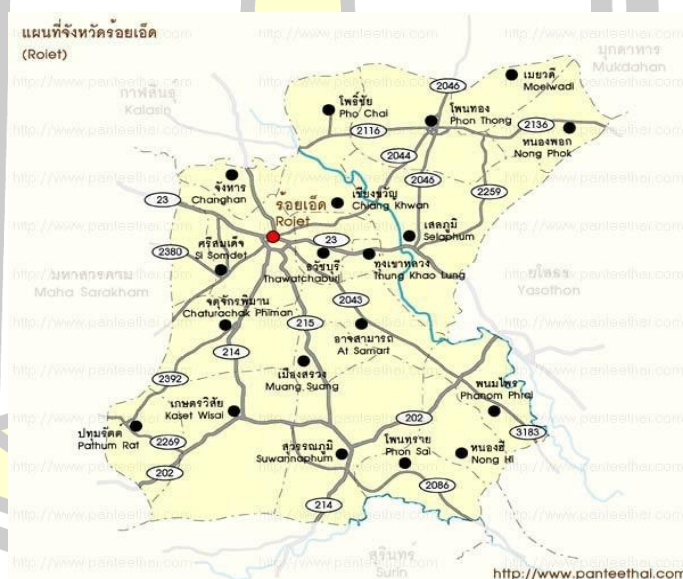 แผนที่จังหวัดร้อยเอ็ด
(Roiet)
มุกดาหาร
Mukdahan
กาฬสินธุ์
Kalasin
2046
เมยวดี
Moeiwadi
โพธิ์ชัย
Pho Chai
โพนทอง
Phon Thong
2116
2136
หนองพอก
Nong Phok
2044
2046
2259
จังหาร
Changhan
23
ร้อยเอ็ด
Roiet
เชียงขวัญ
Chiang Khwan
เสลภูมิ
Selaphum
23
ศรีสมเด็จ
Si Somdet
2380
ธวัชบุรี
Thawatchaburi
ทุ่งเขาหลวง
Thung Khao Lung
มหาสารคาม
Maha Sarakham
ยโสธร
Yasothon
จตุจักรพิมาน
Chaturachak Phiman
2043
215
อาจสามารถ
At Samart
214
เมืองสรวง
Muang Suang
2392
พนมไพร
Phanom Phrai
เกษตรวิสัย
Kaset Wisai
202
ปทุมรัตต์
Pathum Rat
2269
3183
สุวรรณภูมิ
Suwannaphum
โพนทราย
Phon Sai
หนองฮี
Nong Hi
202
2086
214
สุรินทร์
Surin
http://www.panteethai.com